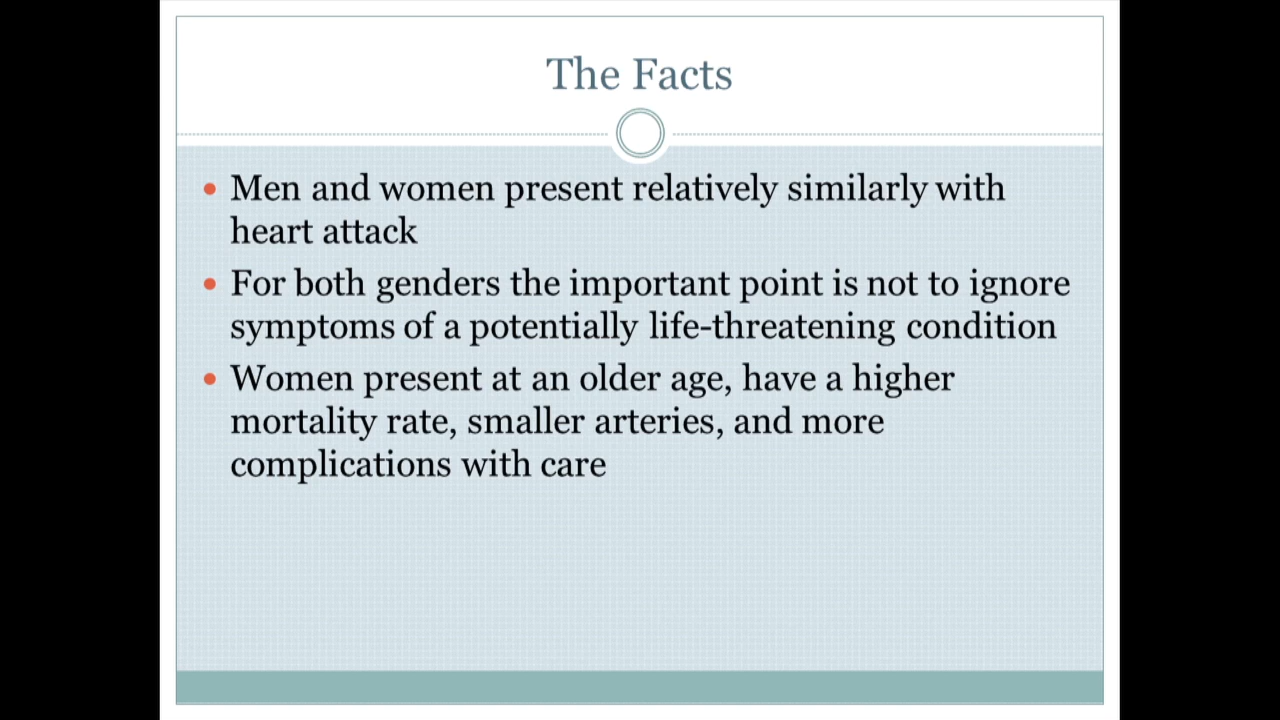 The Facts
Men and women present relatively similarly with
heart attack
For both genders the important point is not to ignore
symptoms of a potentially life-threatening condition
Women present at an older age, have a higher
mortality rate, smaller arteries, and more
complications with care